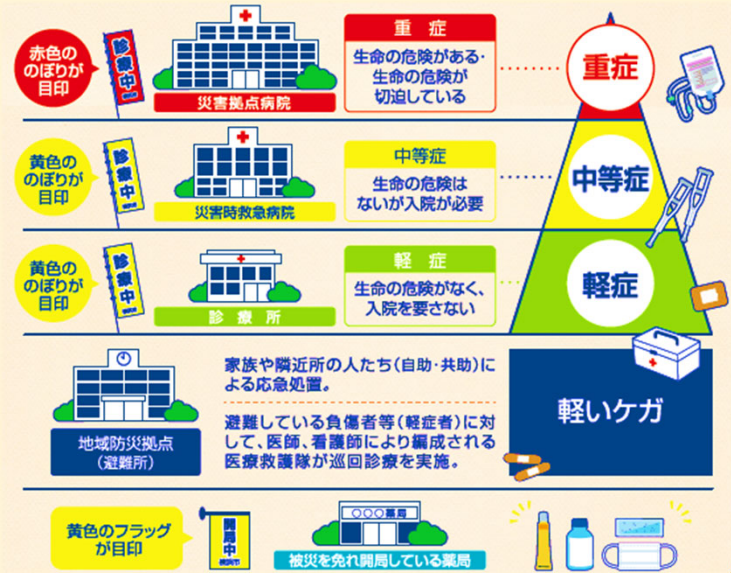 赤色の
のぼりが
目印
診療中
災害拠点病院
重症
生命の危険がある・
生命の危険が
切迫している
重症
黄色の
のぼりが
目印
診療中
災害時救急病院
中等症
生命の危険は
ないが入院が必要
中等症
黄色の
のぼりが
目印
診療中
診療所
軽症
生命の危険がなく、
入院を要さない
軽症
地域防災拠点
（避難所）
家族や隣近所の人たち（自助・共助）に
よる応急処置。
避難している負傷者等（軽症者）に対
して、医師、看護師により編成される
医療救護隊が巡回診療を実施。
軽いケガ
黄色のフラッグ
が目印
開局中
横浜市
〇〇〇薬局
被災を免れ開局している薬局